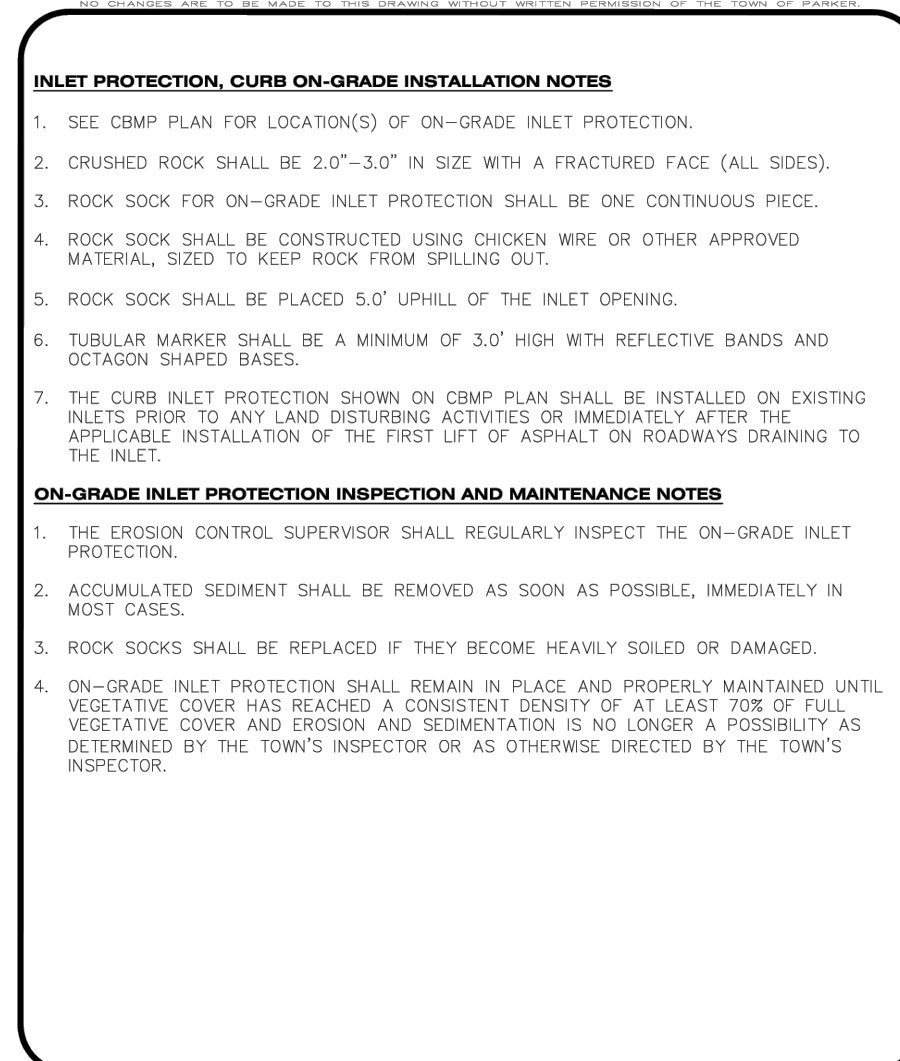 NO CHANGES ARE TO BE MADE TO THIS DRAWING WITHOUT WRITTEN PERMISSION OF THE TOWN OF PARKER.
INLET PROTECTION, CURB ON-GRADE INSTALLATION NOTES
1. SEE CBMP PLAN FOR LOCATION(S) OF ON–GRADE INLET PROTECTION.
2. CRUSHED ROCK SHALL BE 2.0"–3.0" IN SIZE WITH A FRACTURED FACE (ALL SIDES).
3. ROCK SOCK FOR ON–GRADE INLET PROTECTION SHALL BE ONE CONTINUOUS PIECE.
4. ROCK SOCK SHALL BE CONSTRUCTED USING CHICKEN WIRE OR OTHER APPROVED
MATERIAL, SIZED TO KEEP ROCK FROM SPILLING OUT.
5. ROCK SOCK SHALL BE PLACED 5.0' UPHILL OF THE INLET OPENING.
6. TUBULAR MARKER SHALL BE A MINIMUM OF 3.0' HIGH WITH REFLECTIVE BANDS AND
OCTAGON SHAPED BASES.
7. THE CURB INLET PROTECTION SHOWN ON CBMP PLAN SHALL BE INSTALLED ON EXISTING
INLETS PRIOR TO ANY LAND DISTURBING ACTIVITIES OR IMMEDIATELY AFTER THE
APPLICABLE INSTALLATION OF THE FIRST LIFT OF ASPHALT ON ROADWAYS DRAINING TO
THE INLET.
ON-GRADE INLET PROTECTION INSPECTION AND MAINTENANCE NOTES
1. THE EROSION CONTROL SUPERVISOR SHALL REGULARLY INSPECT THE ON–GRADE INLET
PROTECTION.
2. ACCUMULATED SEDIMENT SHALL BE REMOVED AS SOON AS POSSIBLE, IMMEDIATELY IN
MOST CASES.
3. ROCK SOCKS SHALL BE REPLACED IF THEY BECOME HEAVILY SOILED OR DAMAGED.
4. ON–GRADE INLET PROTECTION SHALL REMAIN IN PLACE AND PROPERLY MAINTAINED UNTIL
VEGETATIVE COVER HAS REACHED A CONSISTENT DENSITY OF AT LEAST 70% OF FULL
VEGETATIVE COVER AND EROSION AND SEDIMENTATION IS NO LONGER A POSSIBILITY AS
DETERMINED BY THE TOWN'S INSPECTOR OR AS OTHERWISE DIRECTED BY THE TOWN'S
INSPECTOR.